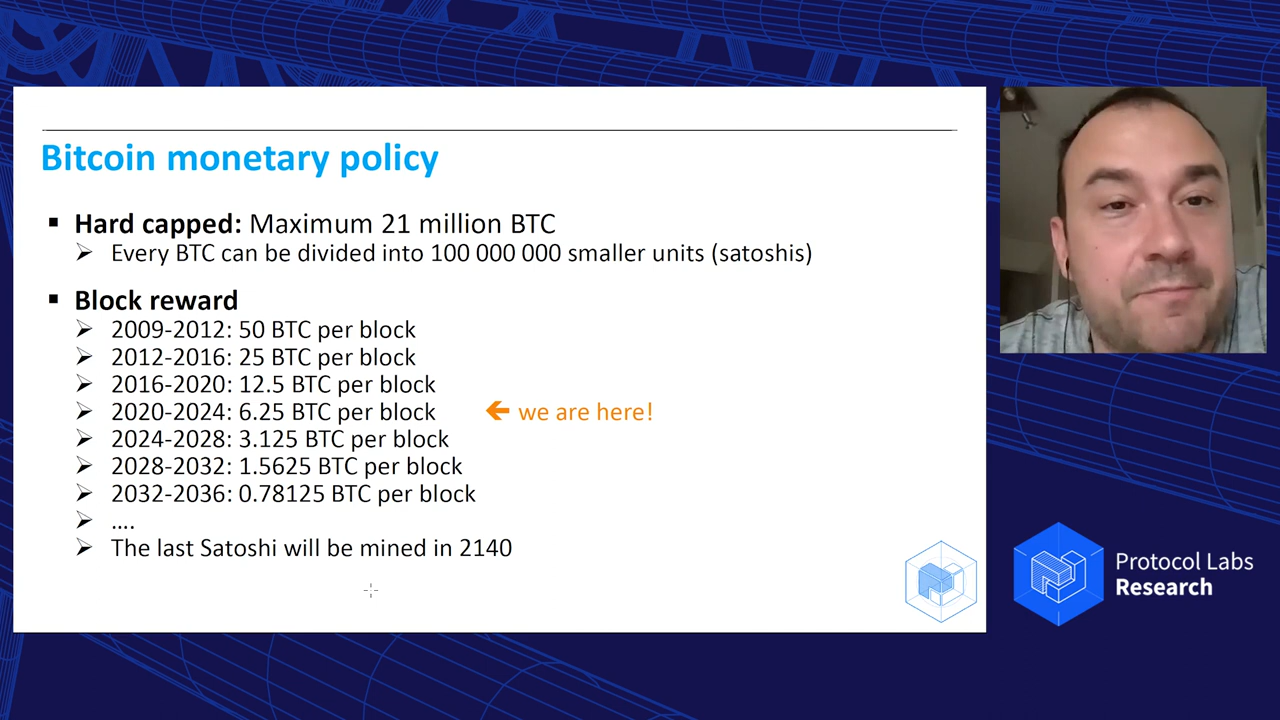 Bitcoin monetary policy
▪ Hard capped: Maximum 21 million BTC
➢ Every BTC can be divided into 100 000 000 smaller units (satoshis)
▪ Block reward
➢ 2009-2012: 50 BTC per block
➢ 2012-2016: 25 BTC per block
➢ 2016-2020: 12.5 BTC per block
➢ 2020-2024: 6.25 BTC per block ← we are here!
➢ 2024-2028: 3.125 BTC per block
➢ 2028-2032: 1.5625 BTC per block
➢ 2032-2036: 0.78125 BTC per block
➢ ....
➢ The last Satoshi will be mined in 2140
Protocol Labs
Research